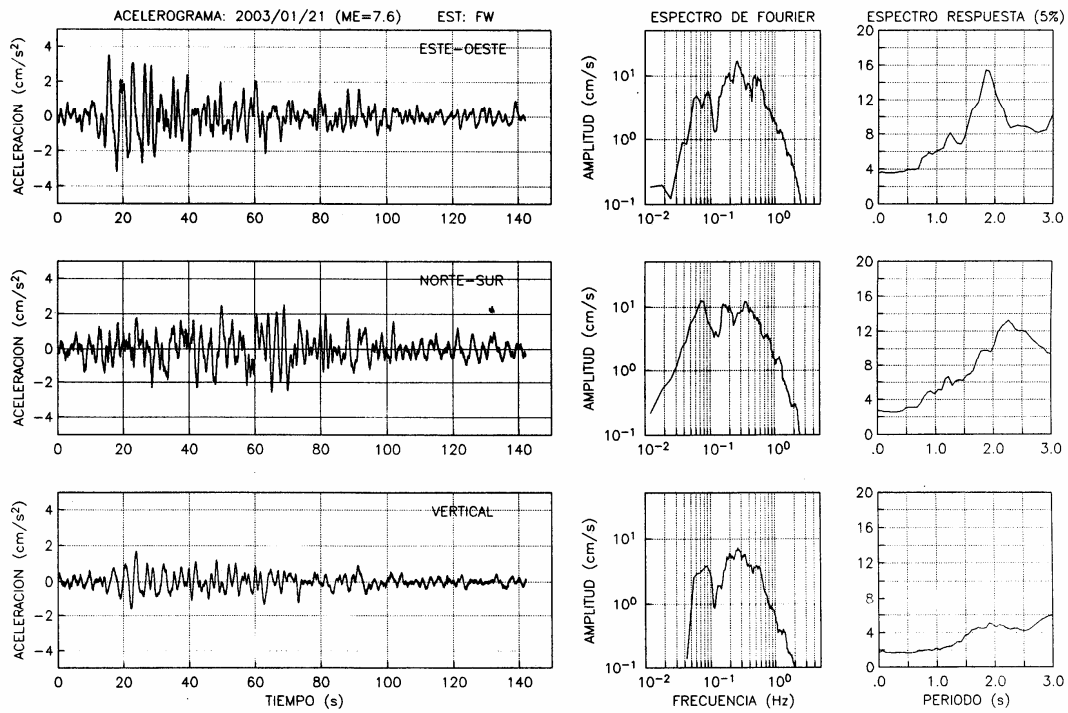 ACELEROGRAMA: 2003/01/21 (ME=7.6) EST: FW
ESPECTRO DE FOURIER
ESPECTRO RESPUESTA (5%)
ACELERACION (cm/s²)
4
2
0
−2
−4
ESTE−OESTE
0 20 40 60 80 100 120 140
AMPLITUD (cm/s)
10¹
10⁰
10⁻¹
10⁻² 10⁻¹ 10⁰
20
16
12
8
4
0
.0 1.0 2.0 3.0
ACELERACION (cm/s²)
4
2
0
−2
−4
NORTE−SUR
0 20 40 60 80 100 120 140
AMPLITUD (cm/s)
10¹
10⁰
10⁻¹
10⁻² 10⁻¹ 10⁰
20
16
12
8
4
0
.0 1.0 2.0 3.0
ACELERACION (cm/s²)
4
2
0
−2
−4
VERTICAL
0 20 40 60 80 100 120 140
TIEMPO (s)
AMPLITUD (cm/s)
10¹
10⁰
10⁻¹
10⁻² 10⁻¹ 10⁰
FRECUENCIA (Hz)
20
16
12
8
4
0
.0 1.0 2.0 3.0
PERIODO (s)